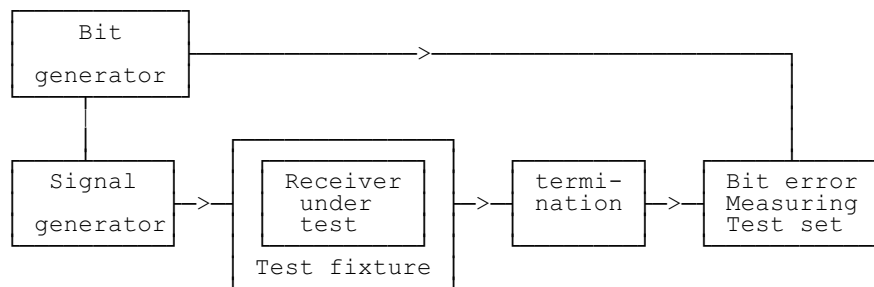 Bit
generator
Signal
generator
Receiver
under
test
Test fixture
termi-
nation
Bit error
Measuring
Test set